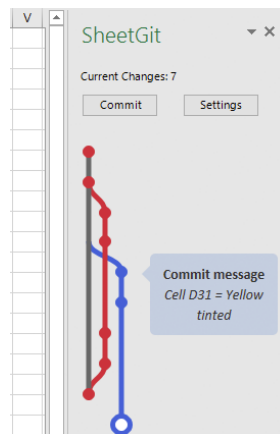 V
SheetGit
Current Changes: 7
Commit Settings
Commit message
Cell D31 = Yellow
tinted